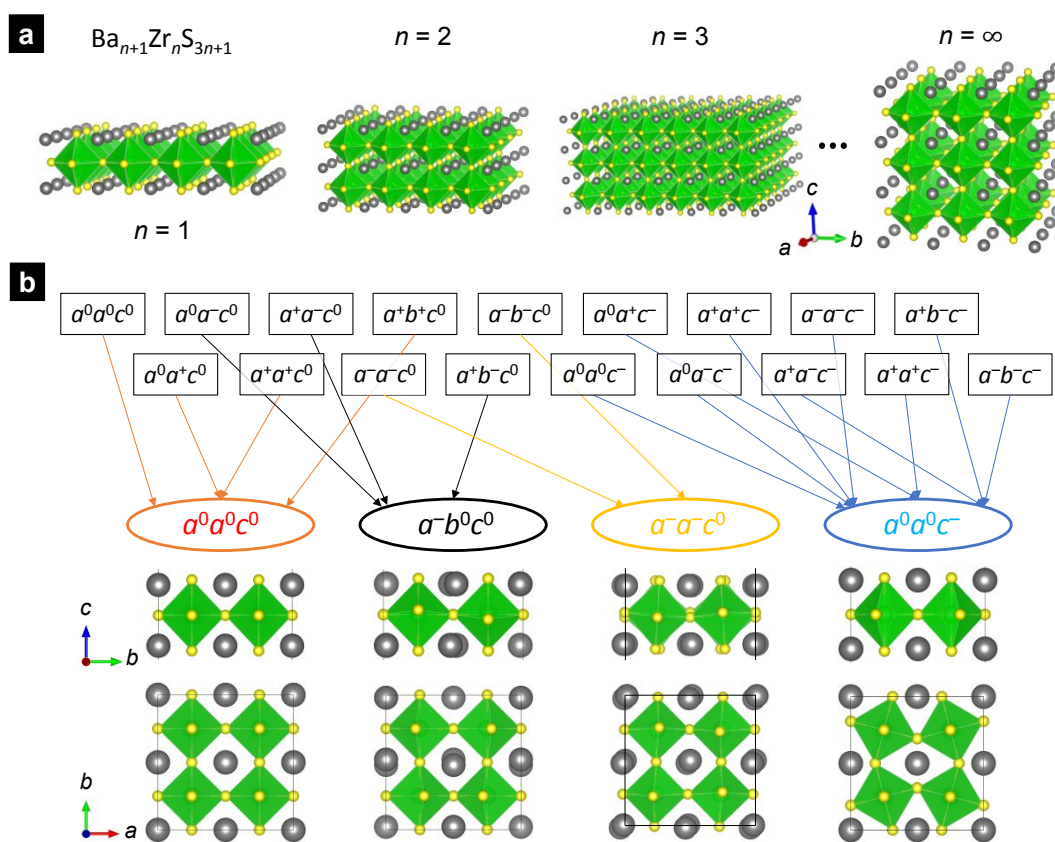 a
Ba<sub>n+1</sub>Zr<sub>n</sub>S<sub>3n+1</sub>
n = 2
n = 3
n = ∞
n = 1
...
c
a
b
b
a⁰a⁰c⁰
a⁰a⁻c⁰
a⁺a⁻c⁰
a⁺b⁺c⁰
a⁻b⁻c⁰
a⁰a⁺c⁻
a⁺a⁺c⁻
a⁻a⁻c⁻
a⁺b⁻c⁻
a⁰a⁺c⁰
a⁺a⁺c⁰
a⁻a⁻c⁰
a⁺b⁻c⁰
a⁰a⁰c⁻
a⁰a⁻c⁻
a⁺a⁻c⁻
a⁺a⁺c⁻
a⁻b⁻c⁻
a⁰a⁰c⁰
a⁻b⁰c⁰
a⁻a⁻c⁰
a⁰a⁰c⁻
c
b
b
a